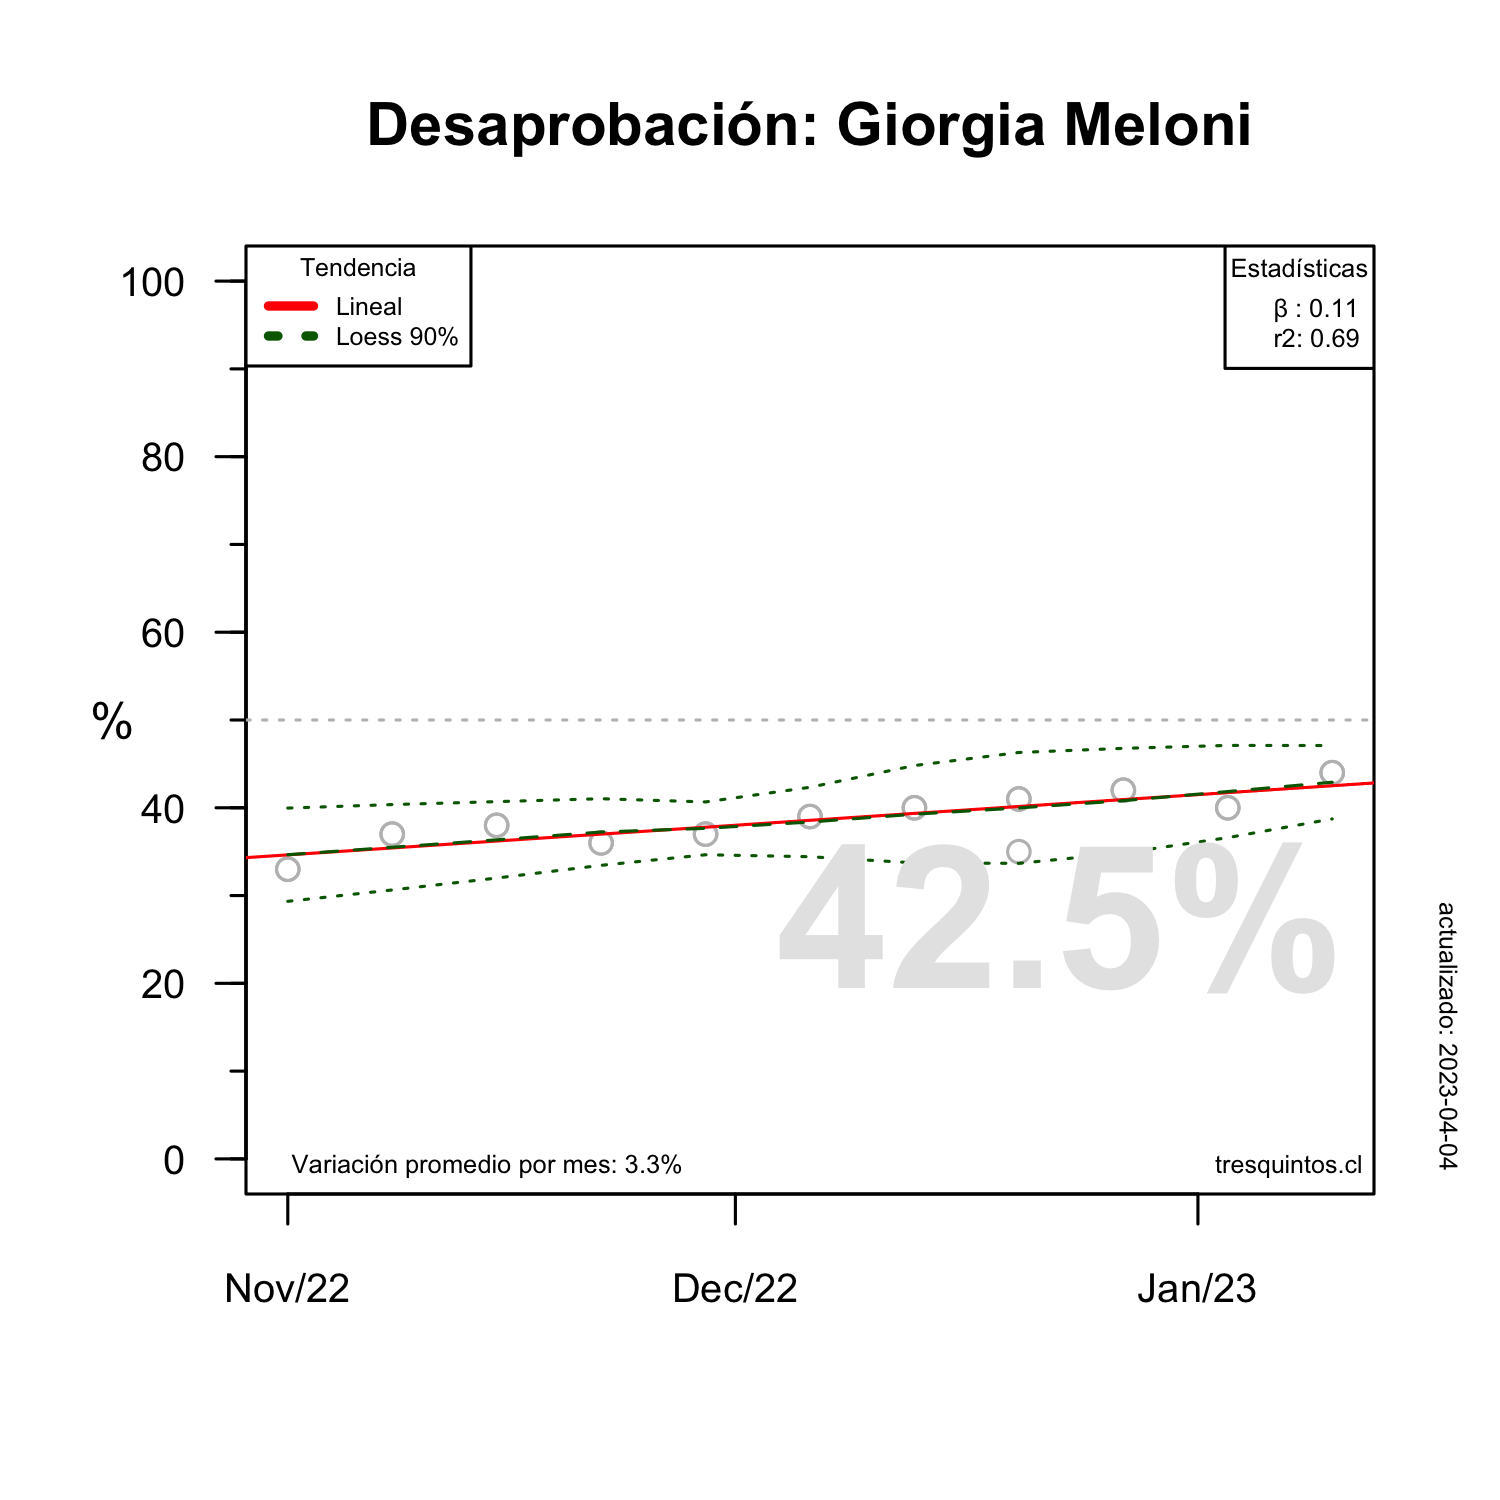 Desaprobación: Giorgia Meloni
Tendencia
Lineal
Loess 90%
Estadísticas
β : 0.11
r2: 0.69
100
80
60
%
40
20
0
42.5%
actualizado: 2023-04-04
Variación promedio por mes: 3.3%
tresquintos.cl
Nov/22
Dec/22
Jan/23